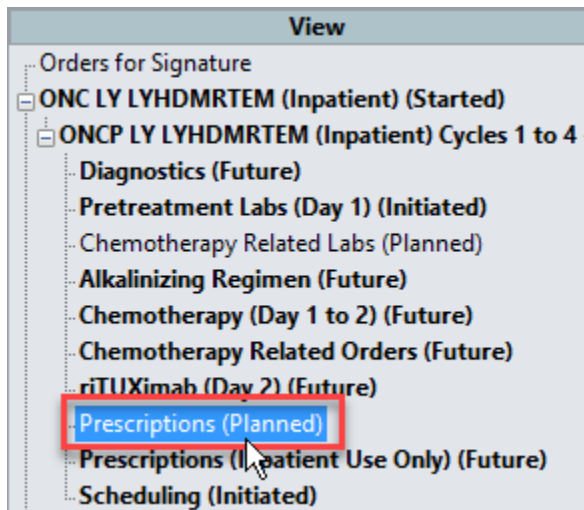 View
Orders for Signature
ONC LY LYHDMRTEM (Inpatient) (Started)
ONCP LY LYHDMRTEM (Inpatient) Cycles 1 to 4
Diagnostics (Future)
Pretreatment Labs (Day 1) (Initiated)
Chemotherapy Related Labs (Planned)
Alkalinizing Regimen (Future)
Chemotherapy (Day 1 to 2) (Future)
Chemotherapy Related Orders (Future)
riTUXimab (Day 2) (Future)
Prescriptions (Planned)
Prescriptions (Inpatient Use Only) (Future)
Scheduling (Initiated)